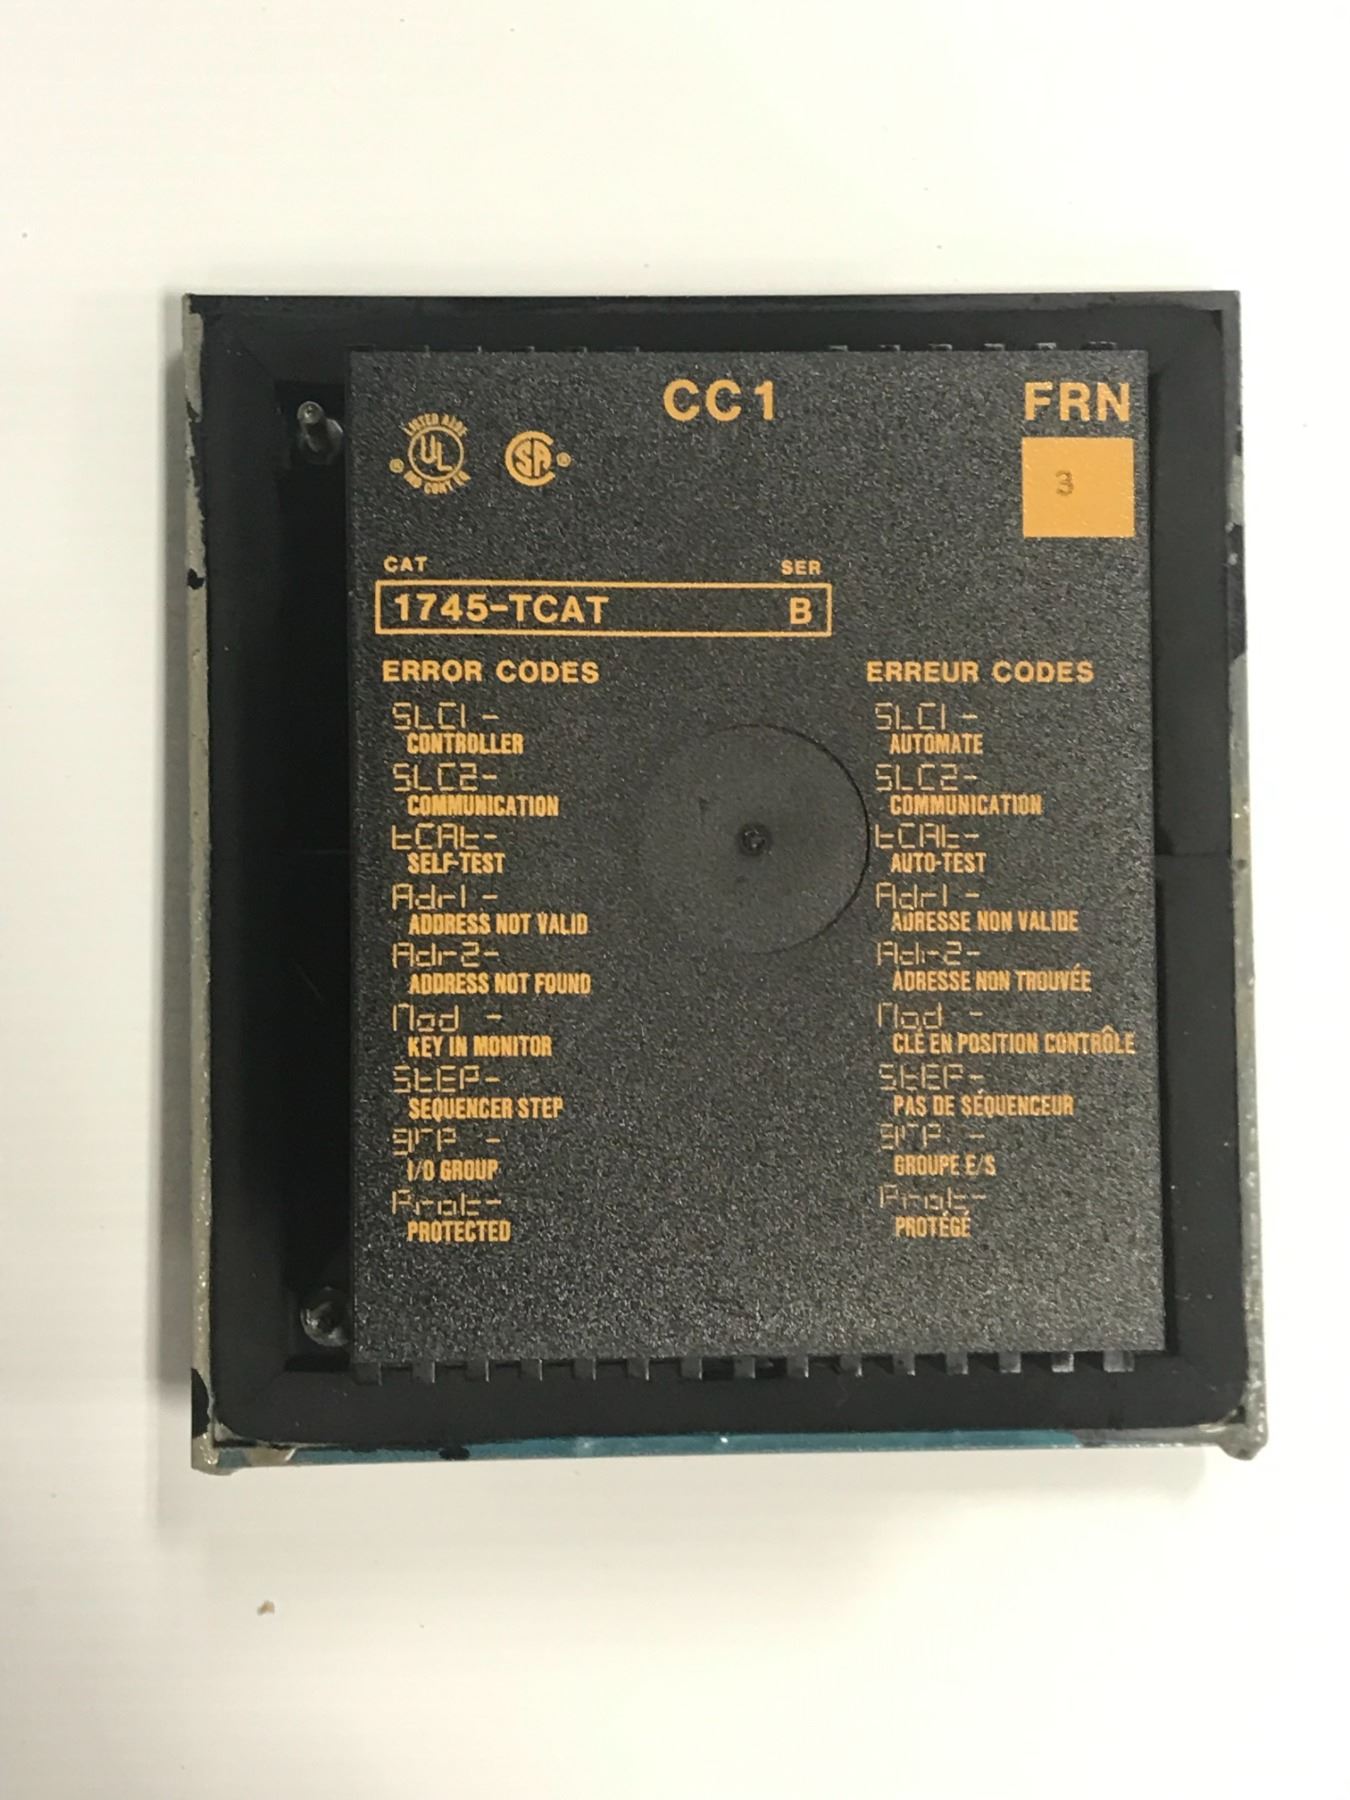 CC1
FRN
UL
®
SA
®
3
CAT SER
1745-TCAT B
ERROR CODES
SLC1-
CONTROLLER
SLC2-
COMMUNICATION
tCAt-
SELF-TEST
Adr1-
ADDRESS NOT VALID
Adr2-
ADDRESS NOT FOUND
Mod -
KEY IN MONITOR
StEP-
SEQUENCER STEP
grP -
I/O GROUP
Prot-
PROTECTED
ERREUR CODES
SLC1-
AUTOMATE
SLC2-
COMMUNICATION
tCAt-
AUTO-TEST
Adr1-
ADRESSE NON VALIDE
Adr2-
ADRESSE NON TROUVÉE
Mod -
CLÉ EN POSITION CONTRÔLE
StEP-
PAS DE SÉQUENCEUR
grP -
GROUPE E/S
Prot-
PROTÉGÉ